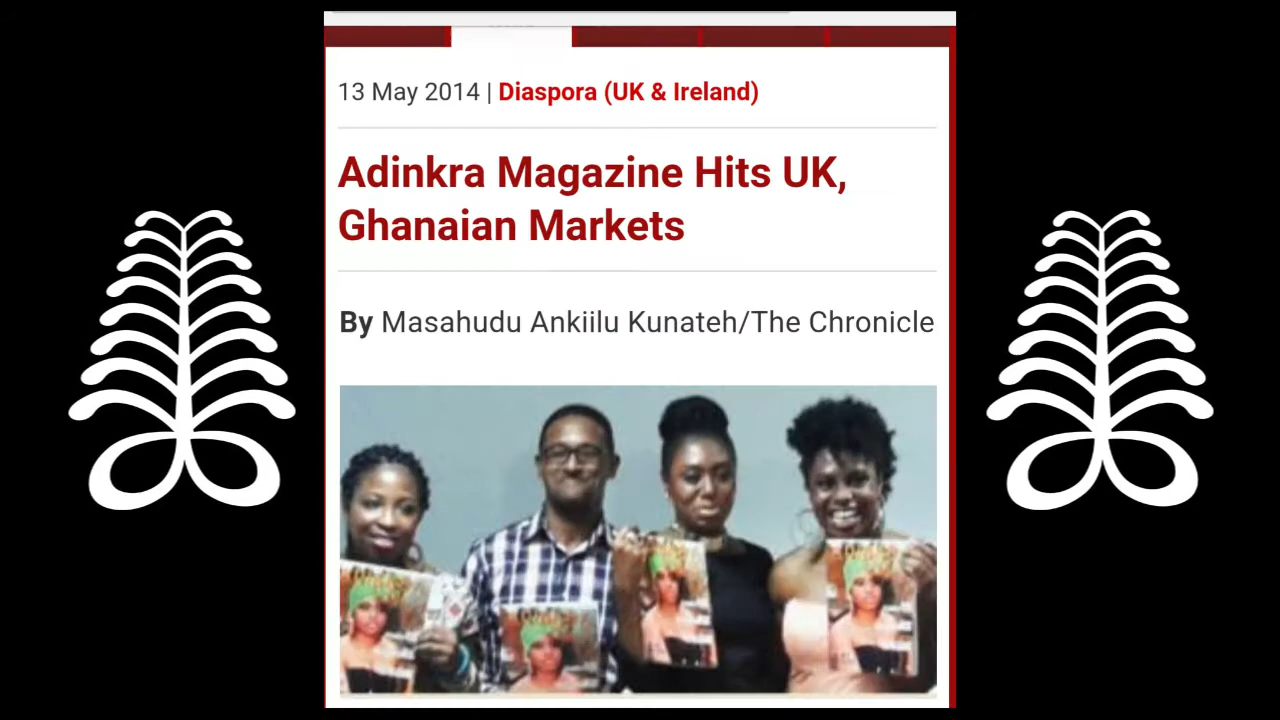 13 May 2014 | Diaspora (UK & Ireland)
Adinkra Magazine Hits UK,
Ghanaian Markets
By Masahudu Ankiilu Kunateh/The Chronicle